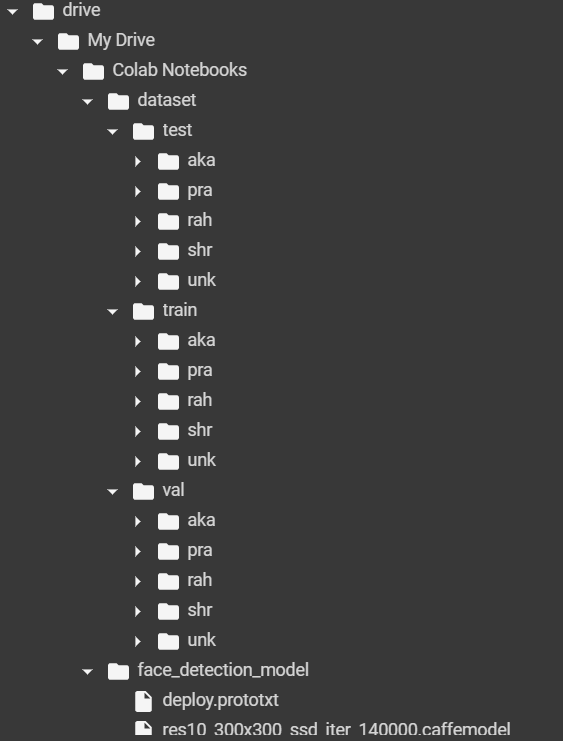 drive
My Drive
Colab Notebooks
dataset
test
aka
pra
rah
shr
unk
train
aka
pra
rah
shr
unk
val
aka
pra
rah
shr
unk
face_detection_model
deploy.prototxt
res10_300x300_ssd_iter_140000.caffemodel